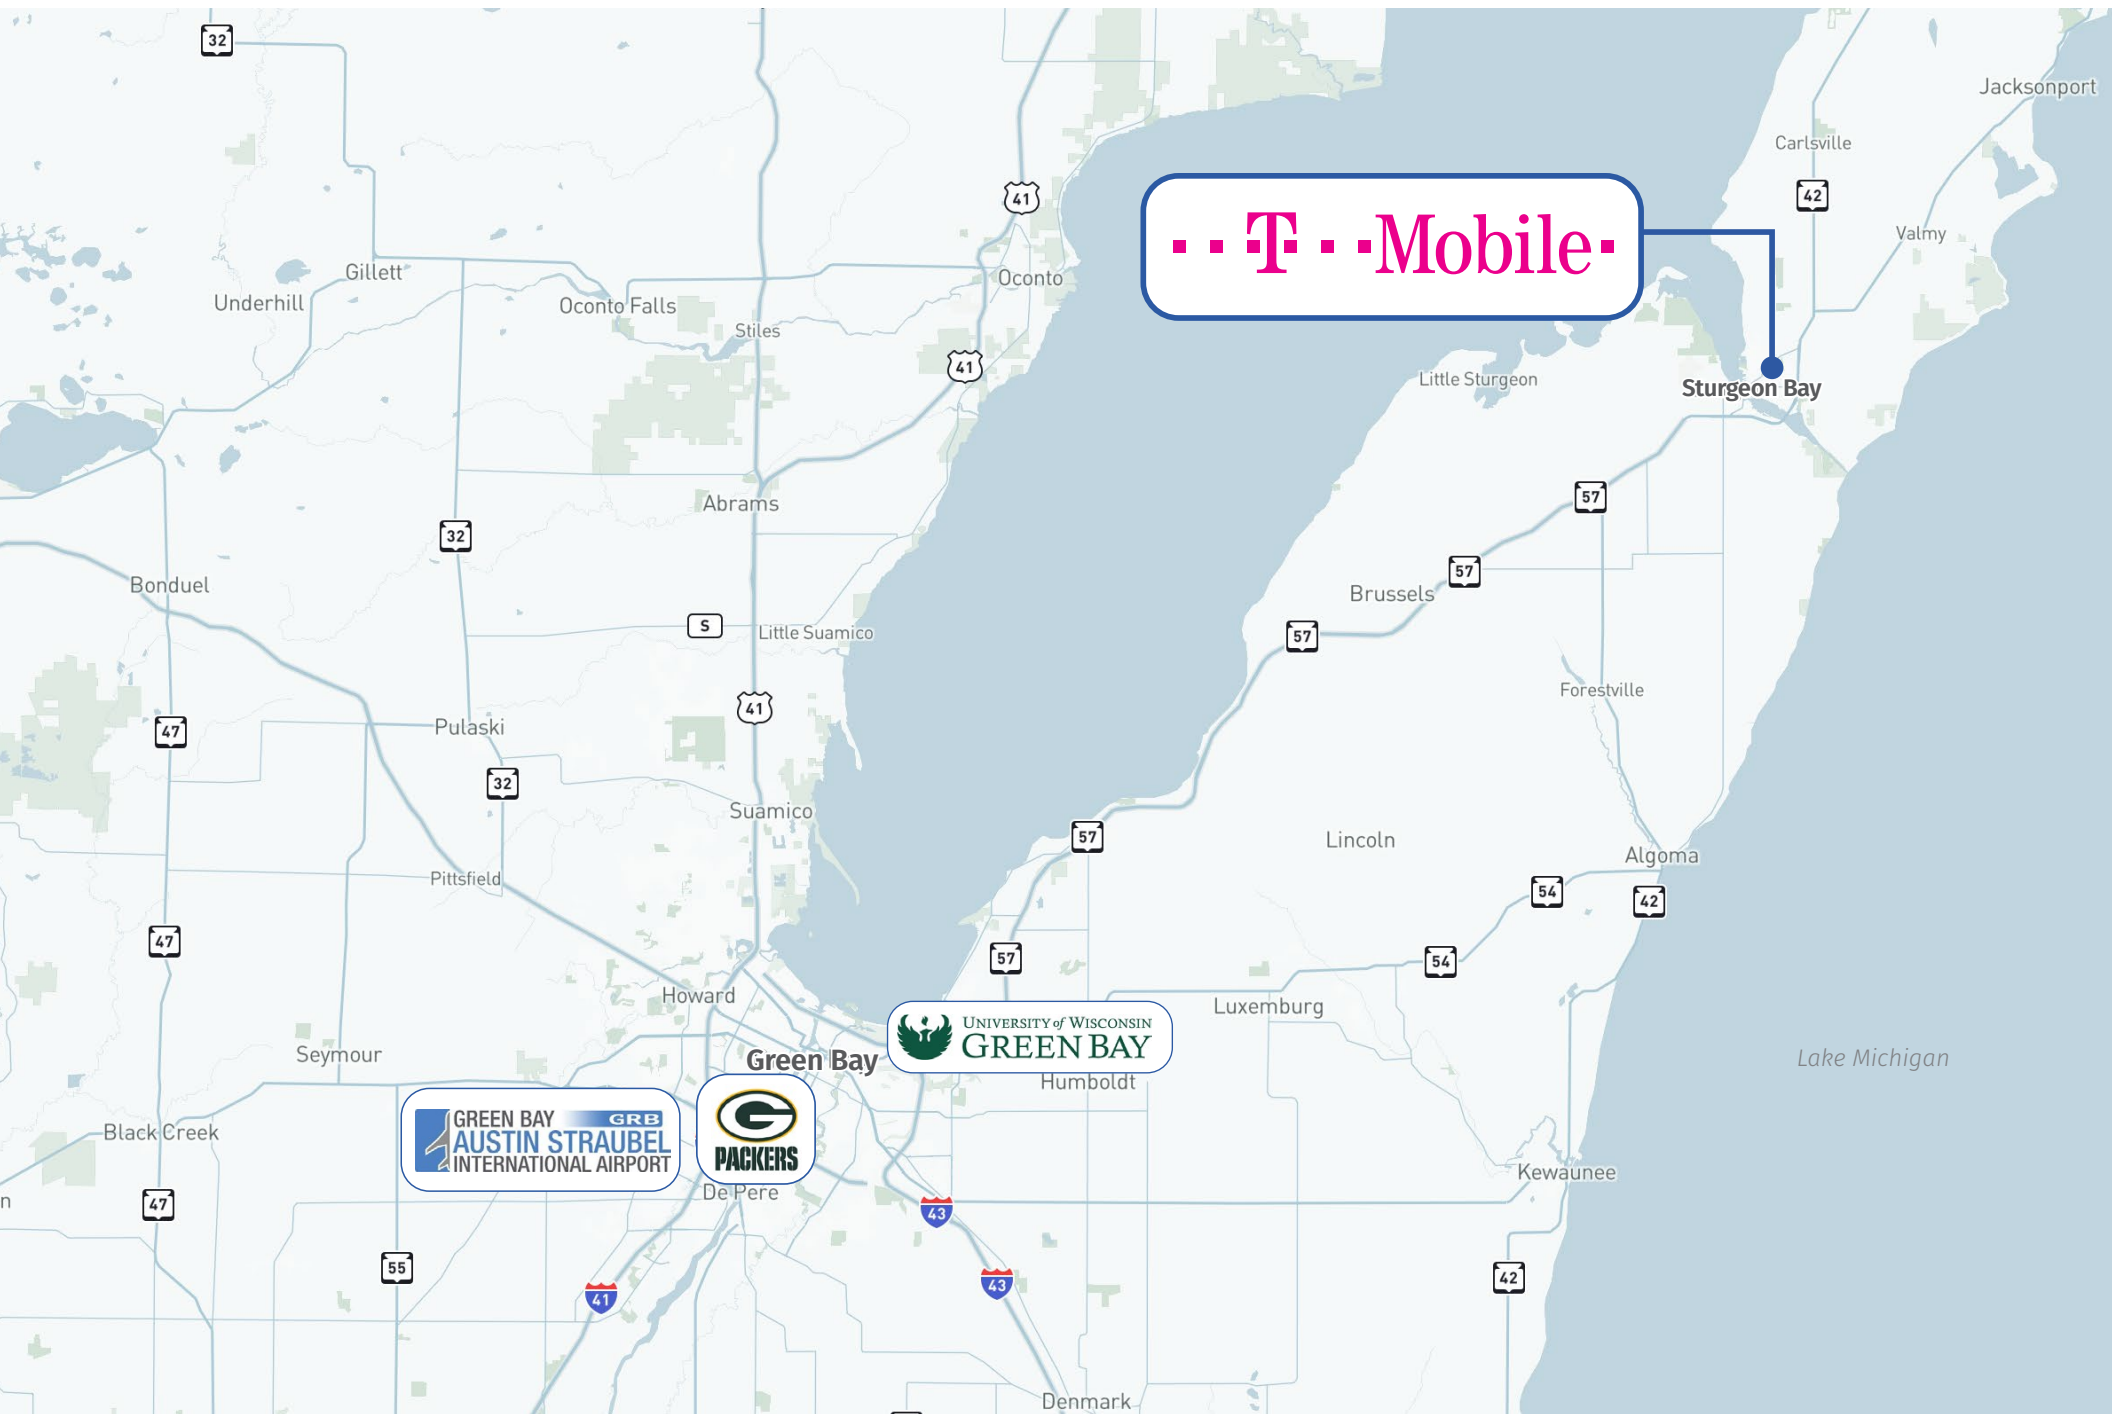 32
Jacksonport
Carlsville
42
41
T Mobile
Valmy
Gillett
Oconto
Underhill
Oconto Falls
Stiles
41
Little Sturgeon
Sturgeon Bay
57
Abrams
32
57
Bonduel
Brussels
S
Little Suamico
57
Forestville
41
Pulaski
47
32
Suamico
57
Lincoln
Algoma
Pittsfield
54
42
47
57
54
Howard
Luxemburg
UNIVERSITY of WISCONSIN
GREEN BAY
Seymour
Green Bay
Lake Michigan
Humboldt
GREEN BAY GRB
AUSTIN STRAUBEL
INTERNATIONAL AIRPORT
G
PACKERS
Black Creek
Kewaunee
De Pere
n
47
43
55
43
42
41
Denmark